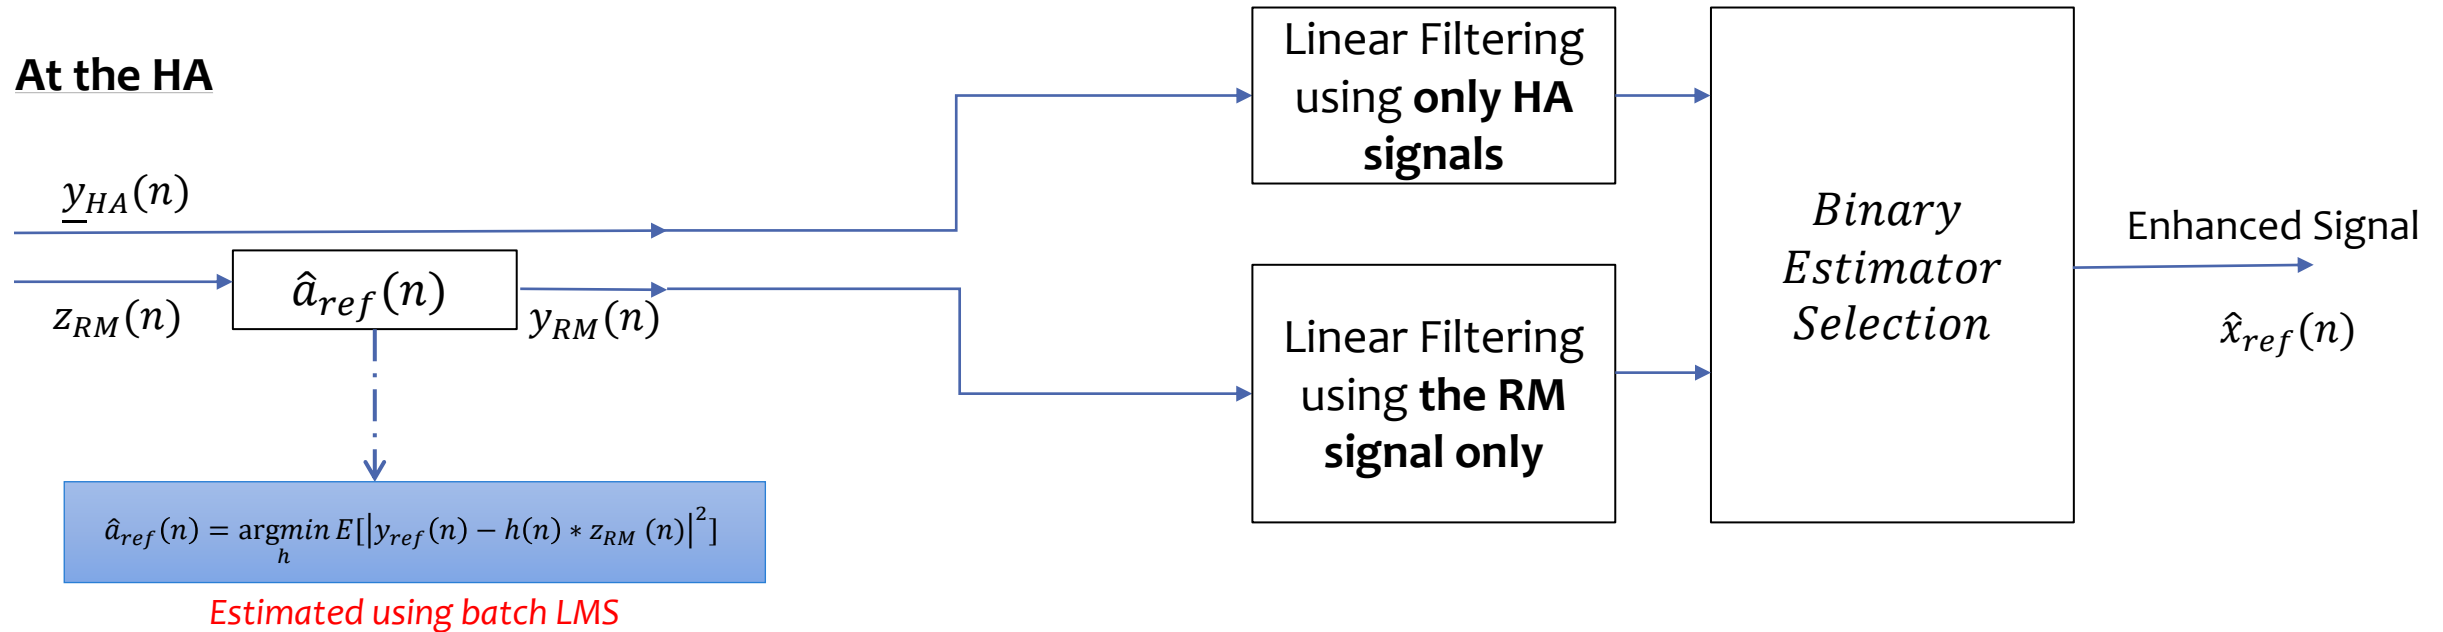 At the HA
y_HA(n)
z_RM(n)
â_ref(n)
y_RM(n)
â_ref(n) = argmin E[|y_ref(n) − h(n) * z_RM (n)|²]
h
Estimated using batch LMS
Linear Filtering
using only HA
signals
Linear Filtering
using the RM
signal only
Binary
Estimator
Selection
Enhanced Signal
x̂_ref(n)